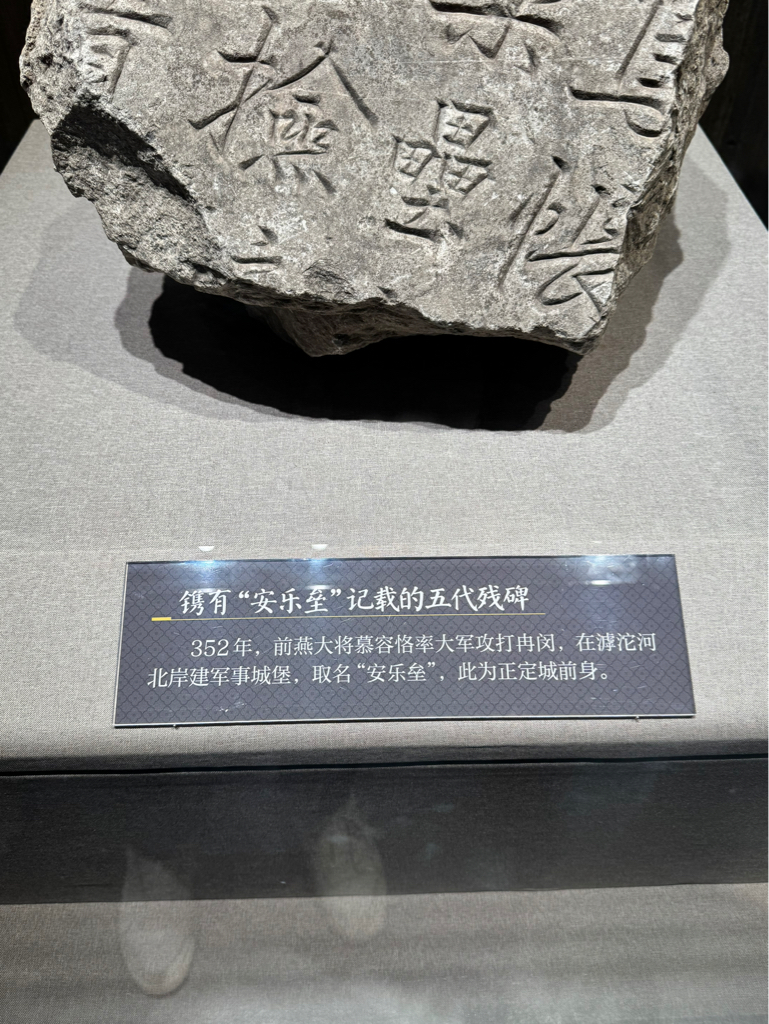 壘
镌有“安乐垒”记载的五代残碑
352年，前燕大将慕容恪率大军攻打冉闵，在滹沱河
北岸建军事城堡，取名“安乐垒”，此为正定城前身。